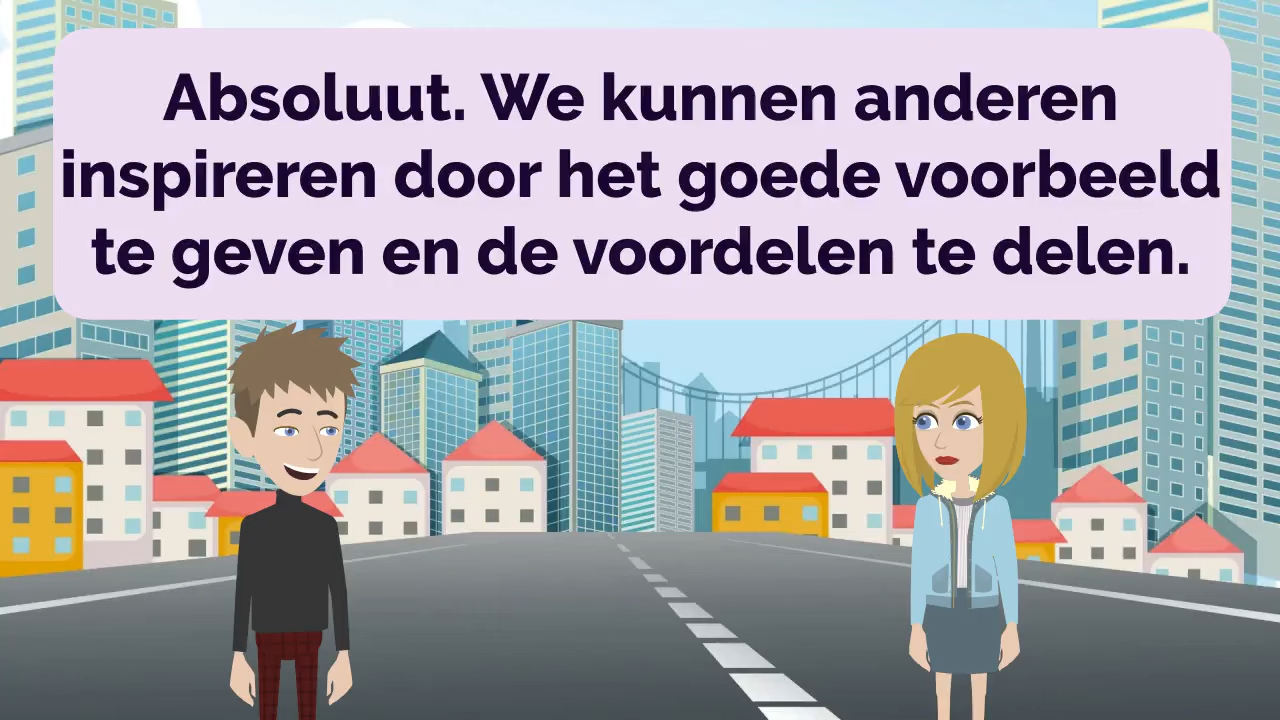 Absoluut. We kunnen anderen
inspireren door het goede voorbeeld
te geven en de voordelen te delen.